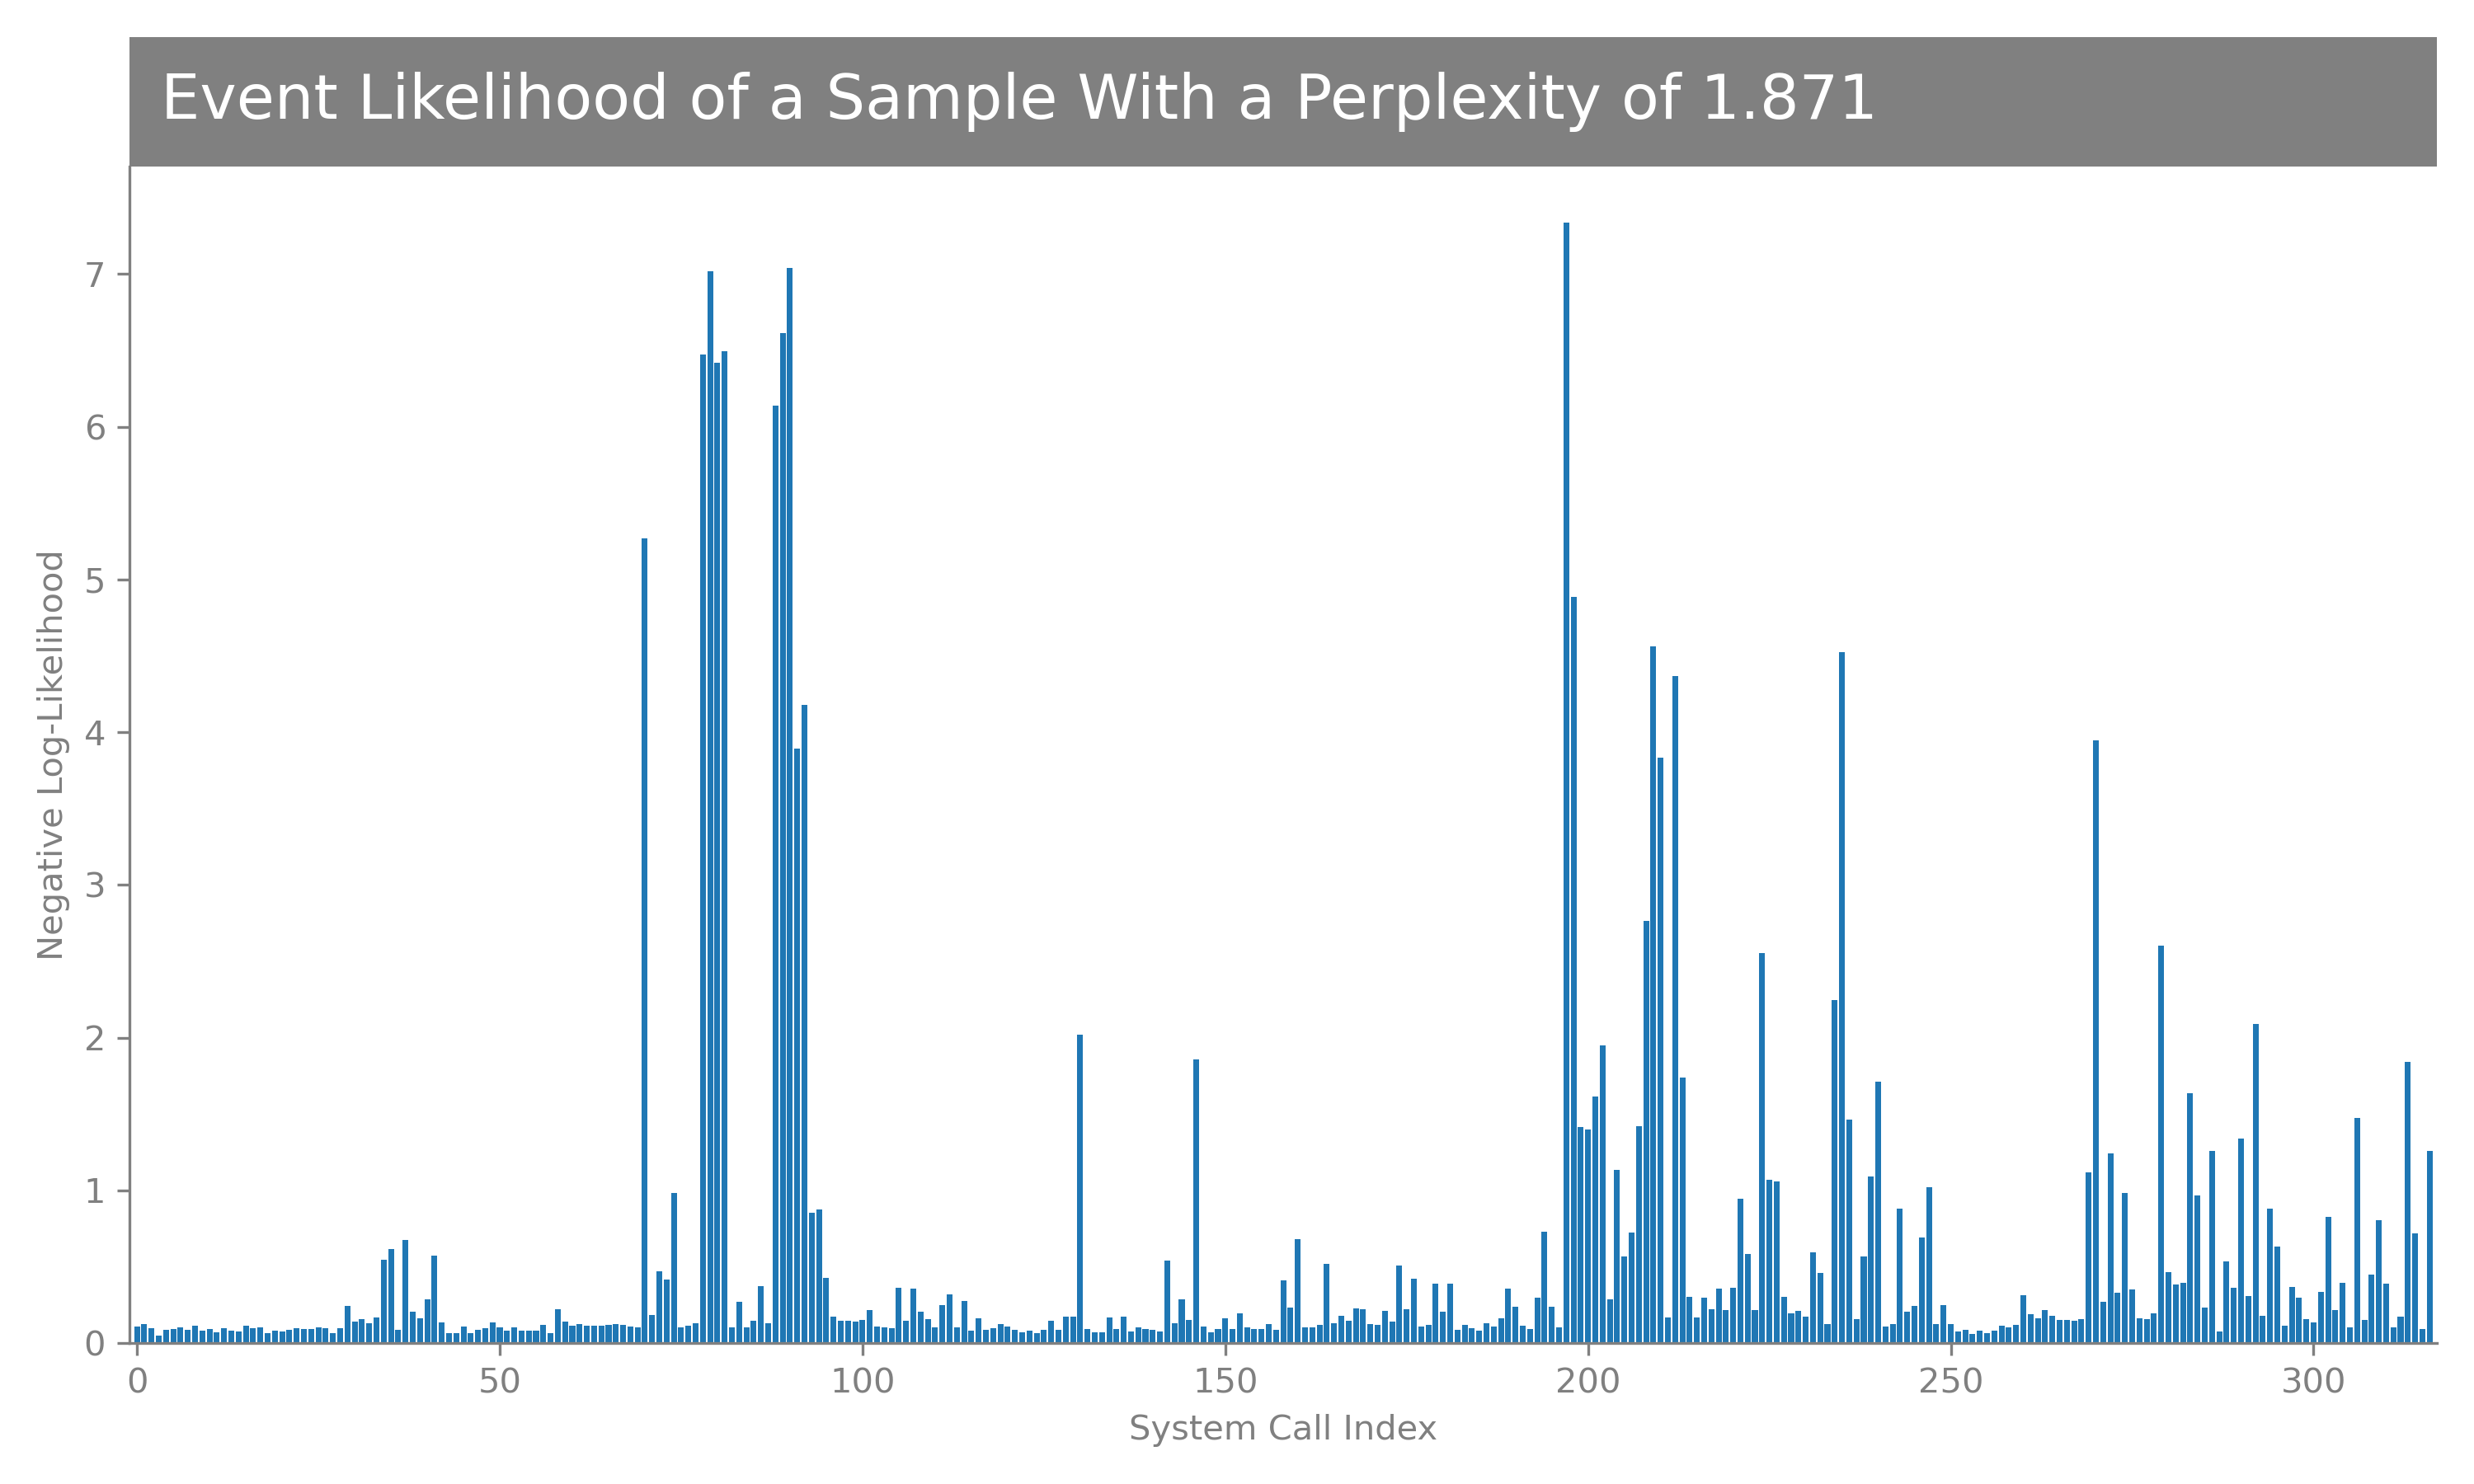 Event Likelihood of a Sample With a Perplexity of 1.871
Negative Log-Likelihood
7
6
5
4
3
2
1
0
0 50 100 150 200 250 300
System Call Index